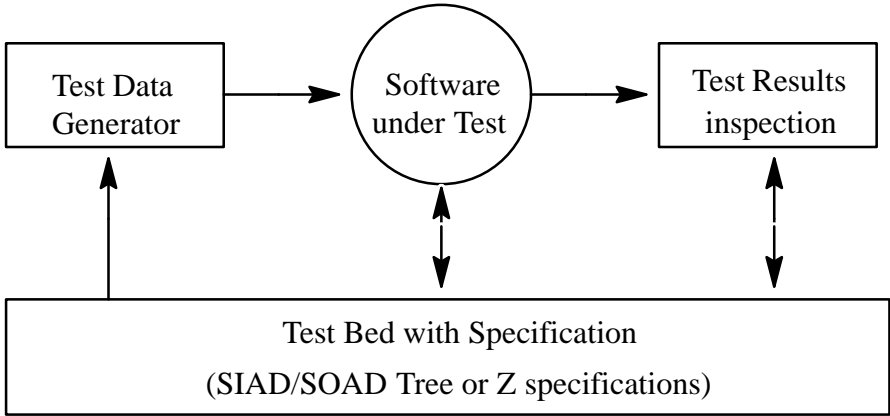 Test Data
Generator
Software
under Test
Test Results
inspection
Test Bed with Specification
(SIAD/SOAD Tree or Z specifications)